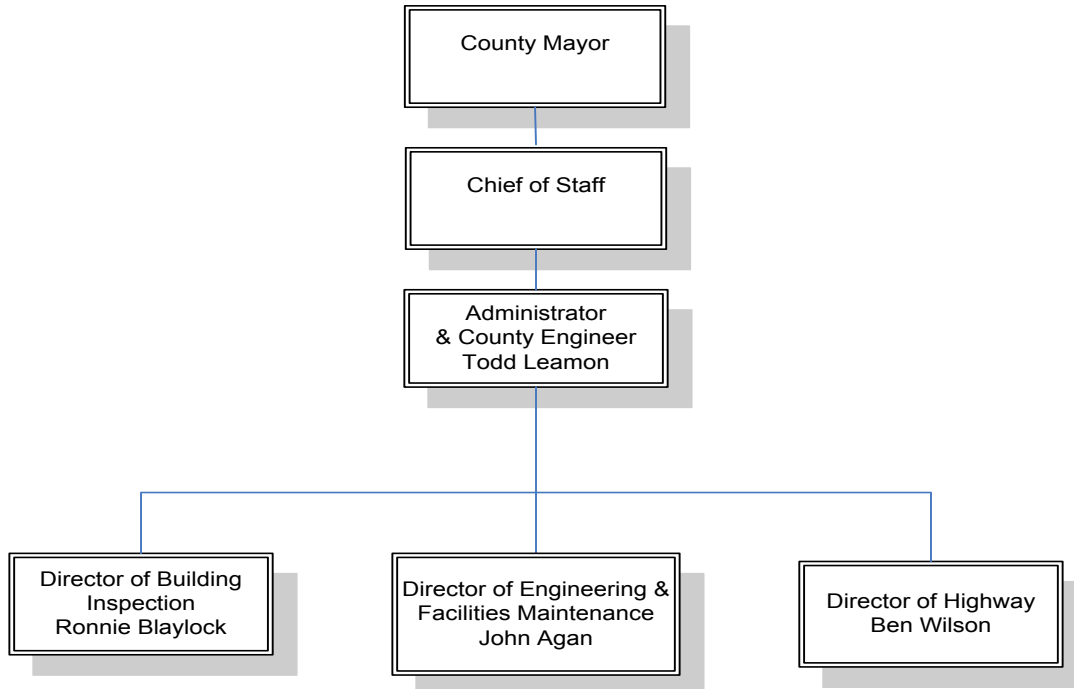 County Mayor
Chief of Staff
Administrator
& County Engineer
Todd Leamon
Director of Building
Inspection
Ronnie Blaylock
Director of Engineering &
Facilities Maintenance
John Agan
Director of Highway
Ben Wilson